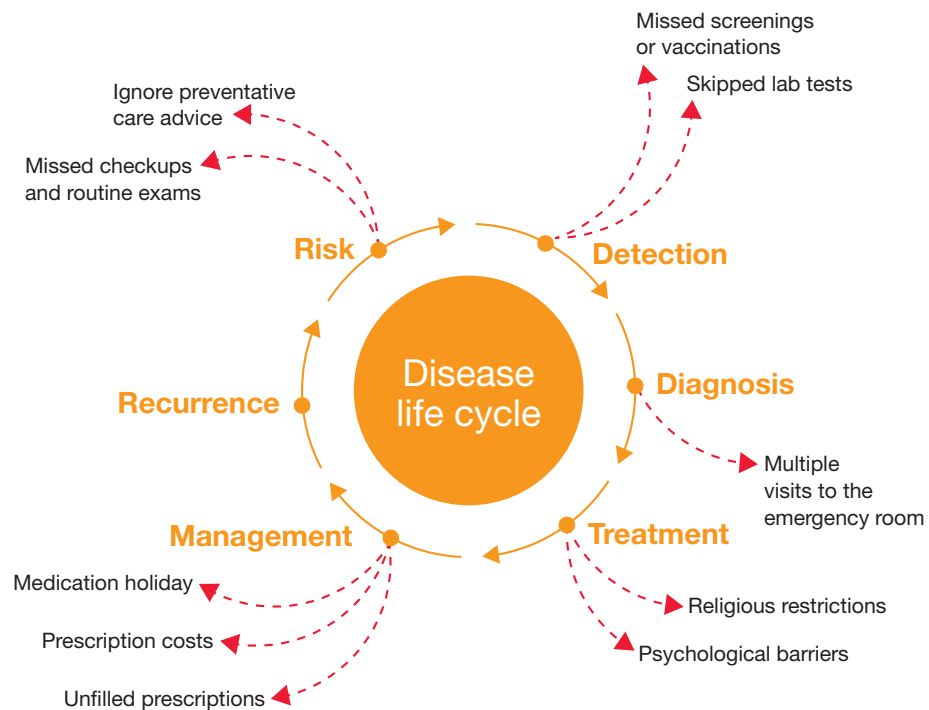 Missed screenings
or vaccinations
Skipped lab tests
Ignore preventative
care advice
Missed checkups
and routine exams
Risk
Detection
Disease
life cycle
Diagnosis
Recurrence
Multiple
visits to the
emergency room
Treatment
Management
Medication holiday
Religious restrictions
Prescription costs
Psychological barriers
Unfilled prescriptions